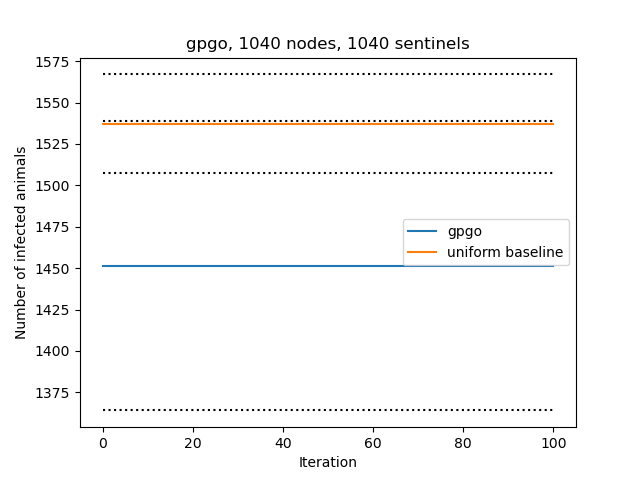 gpgo, 1040 nodes, 1040 sentinels
1575
1550
1525
1500
1475
1450
1425
1400
1375
Number of infected animals
gpgo
uniform baseline
0 20 40 60 80 100
Iteration